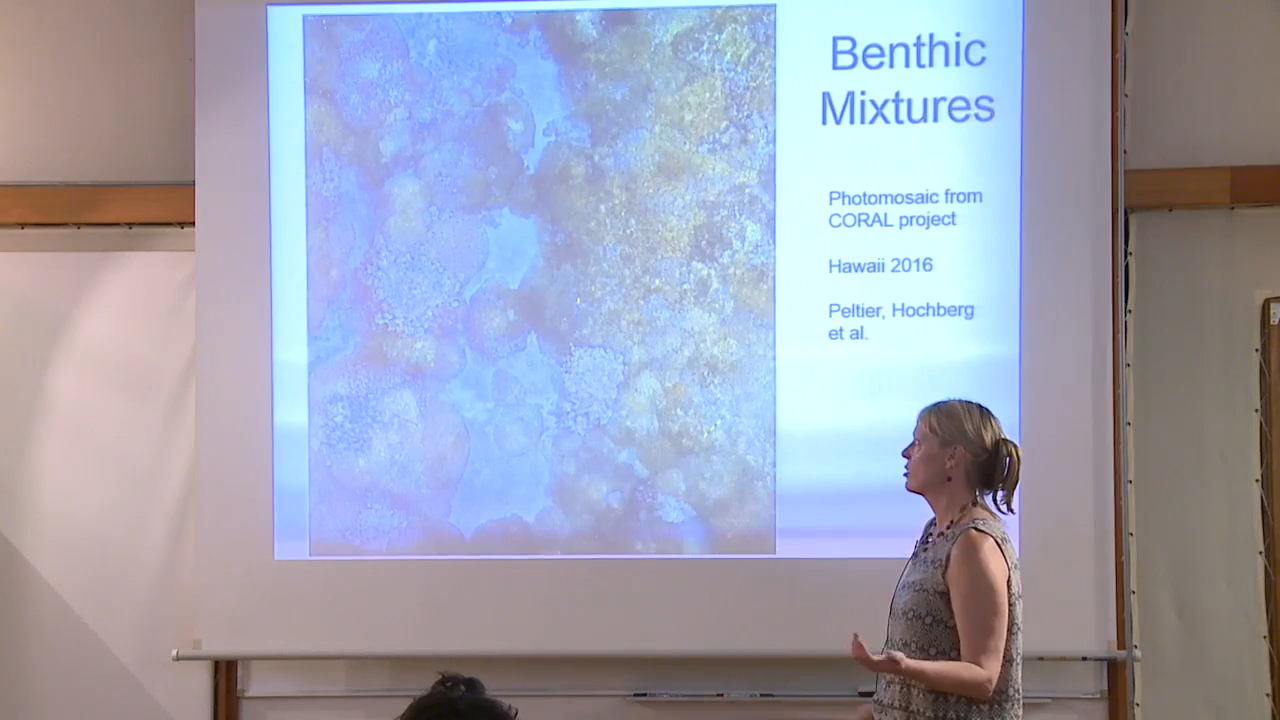 Benthic
Mixtures
Photomosaic from
CORAL project
Hawaii 2016
Peltier, Hochberg
et al.